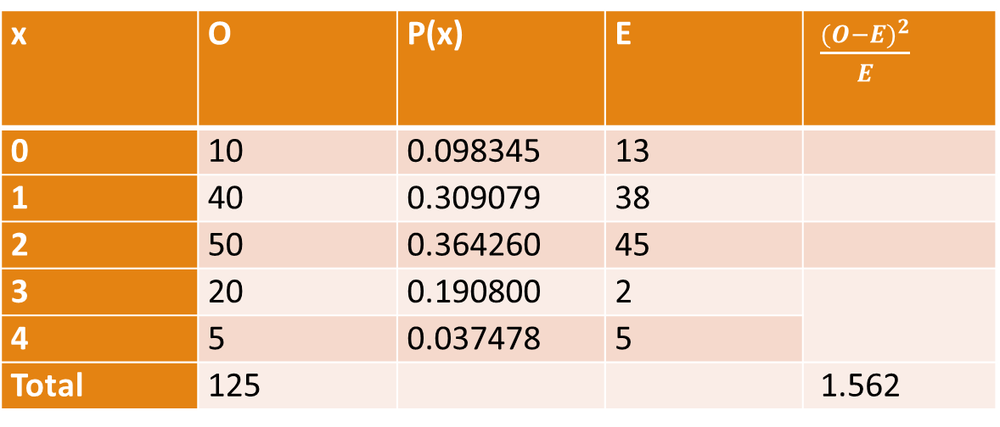 x O P(x) E (O−E)²/E
0 10 0.098345 13
1 40 0.309079 38
2 50 0.364260 45
3 20 0.190800 2
4 5 0.037478 5
Total 125 1.562